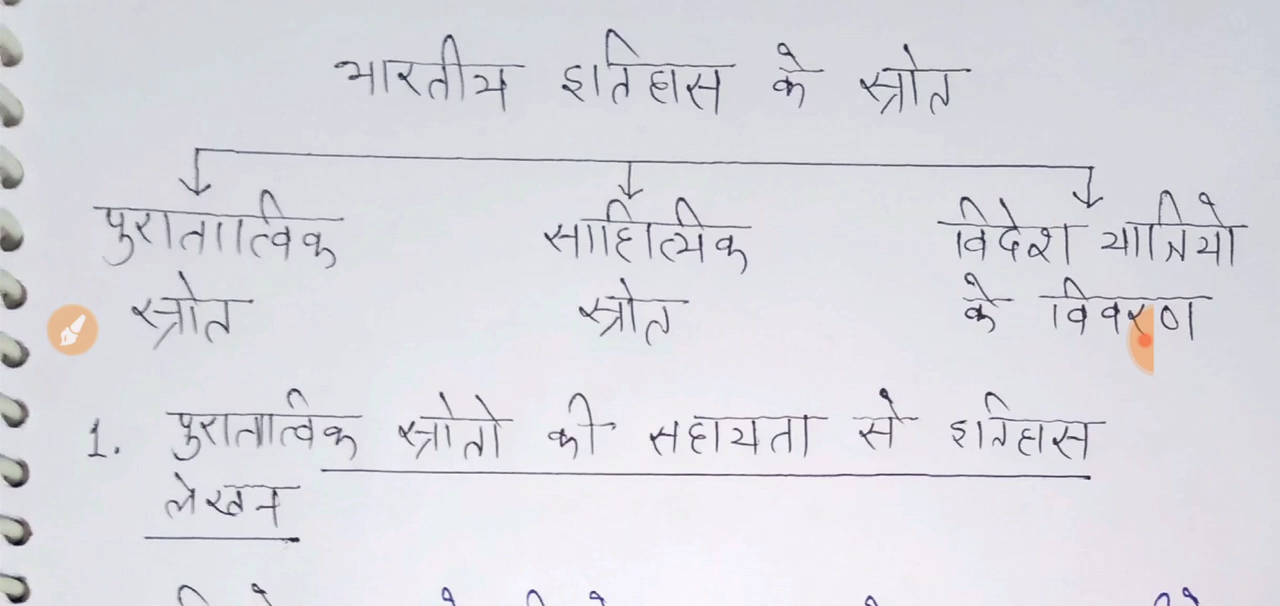 भारतीय इतिहास के स्त्रोत
पुरातात्विक साहित्यिक विदेश यात्रियो
स्त्रोत स्त्रोत के विवरण
1. पुरातात्विक स्त्रोतो की सहायता से इतिहास
लेखन